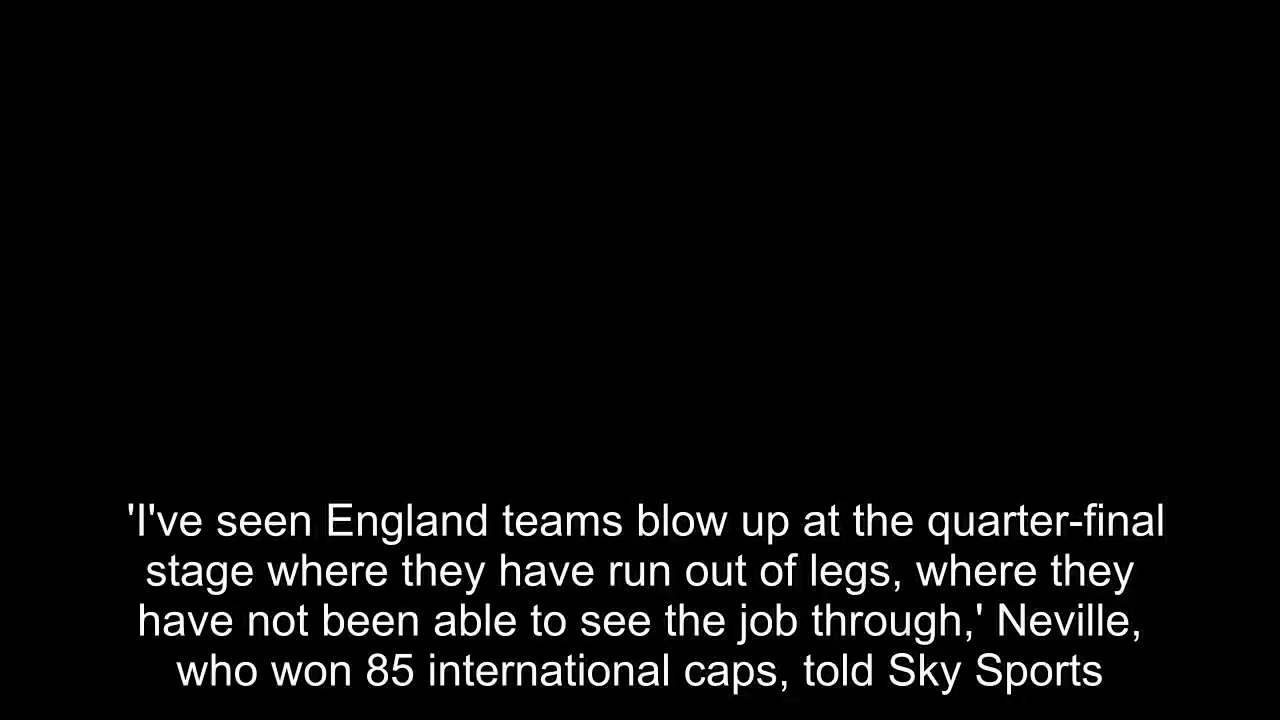 'I've seen England teams blow up at the quarter-final
stage where they have run out of legs, where they
have not been able to see the job through,' Neville,
who won 85 international caps, told Sky Sports